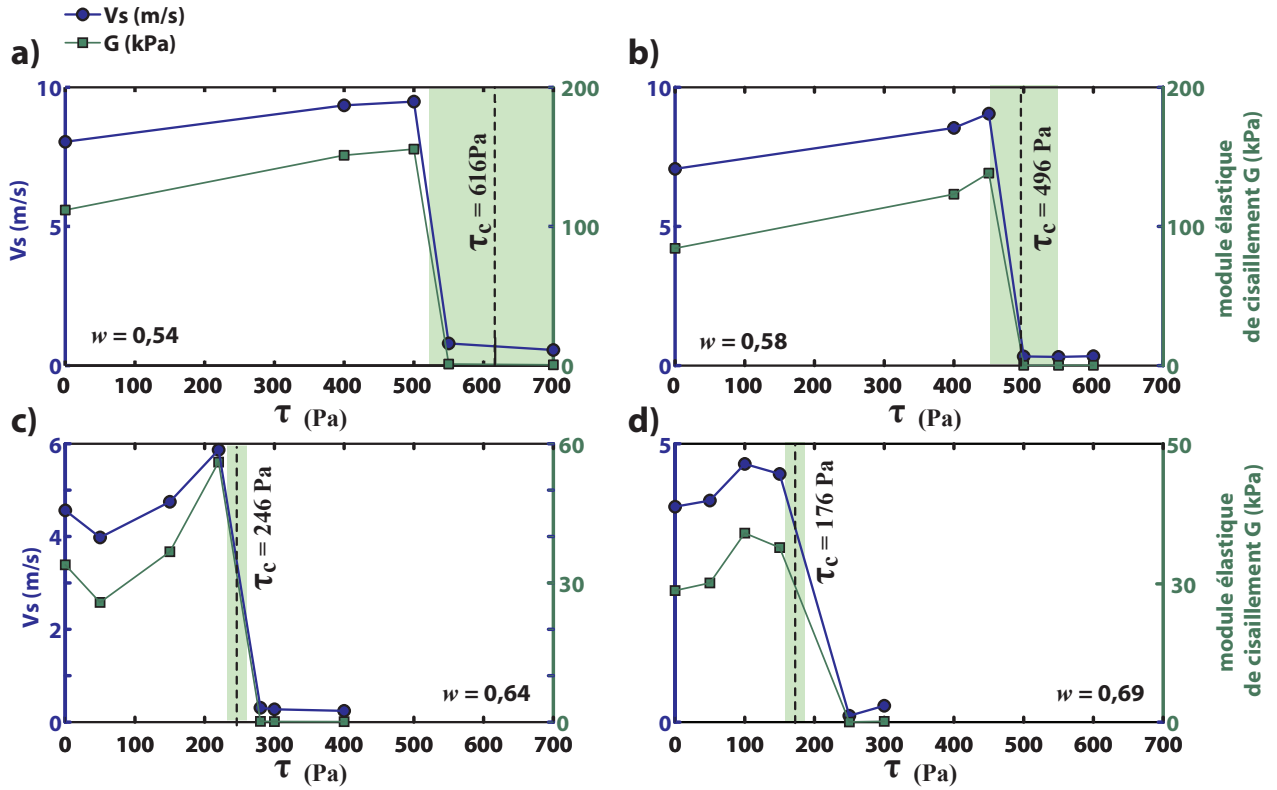 Vs (m/s)
G (kPa)
a)
10
5
0
Vs (m/s)
200
100
0
τc = 616Pa
w = 0,54
0 100 200 300 400 500 600 700
τ (Pa)
b)
10
5
0
200
100
0
module élastique
de cisaillement G (kPa)
τc = 496 Pa
w = 0,58
0 100 200 300 400 500 600 700
τ (Pa)
c)
6
4
2
0
Vs (m/s)
60
30
0
τc = 246 Pa
w = 0,64
0 100 200 300 400 500 600 700
τ (Pa)
d)
5
0
50
30
0
module élastique
de cisaillement G (kPa)
τc = 176 Pa
w = 0,69
0 100 200 300 400 500 600 700
τ (Pa)